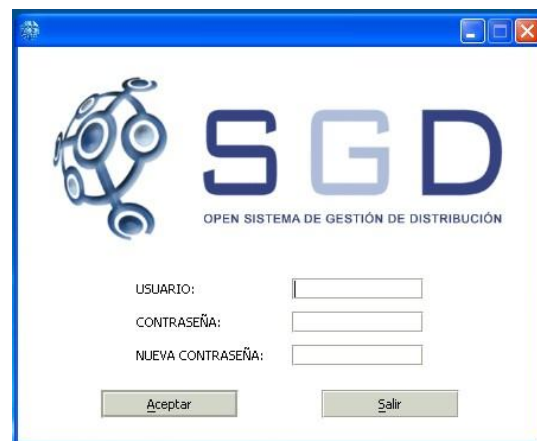 SGD
OPEN SISTEMA DE GESTIÓN DE DISTRIBUCIÓN
USUARIO:
CONTRASEÑA:
NUEVA CONTRASEÑA:
Aceptar Salir